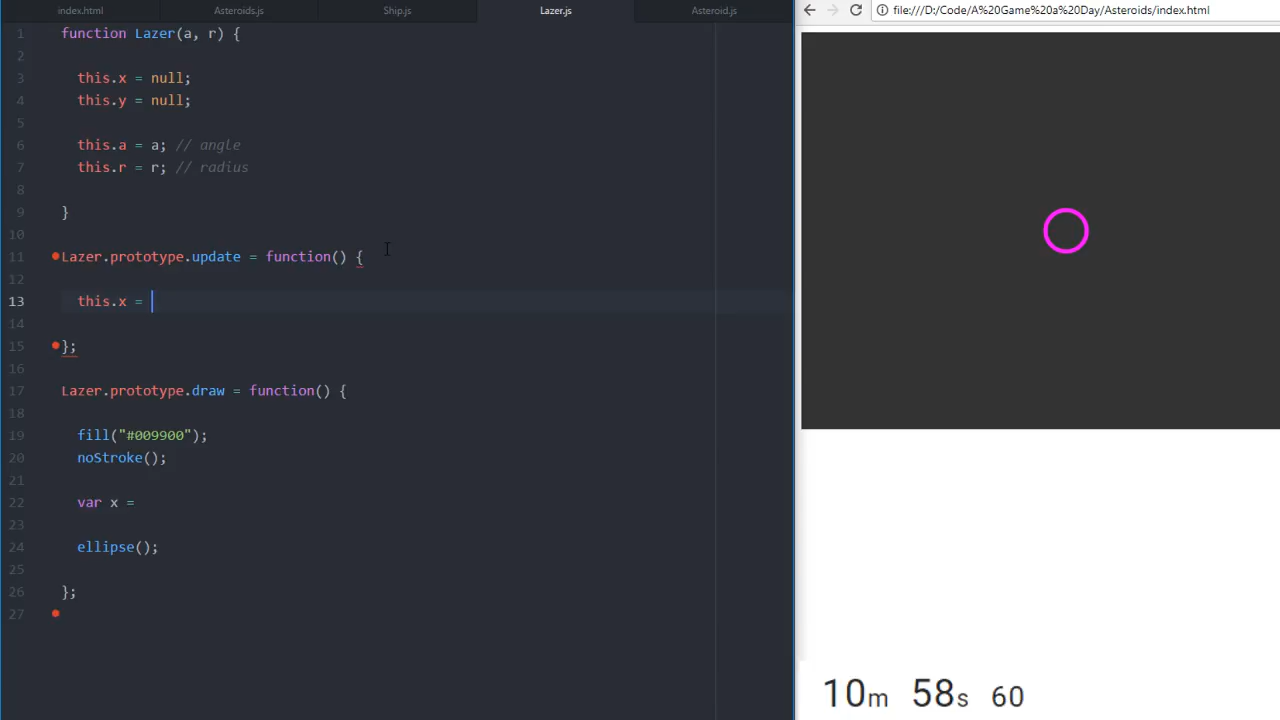 index.html Asteroids.js Ship.js Lazer.js Asteroid.js
1 function Lazer(a, r) {
2
3 this.x = null;
4 this.y = null;
5
6 this.a = a; // angle
7 this.r = r; // radius
8
9 }
10
11 Lazer.prototype.update = function() {
12
13 this.x =
14
15 };
16
17 Lazer.prototype.draw = function() {
18
19 fill("#009900");
20 noStroke();
21
22 var x =
23
24 ellipse();
25
26 };
27
file:///D:/Code/A%20Game%20a%20Day/Asteroids/index.html
10m 58s 60